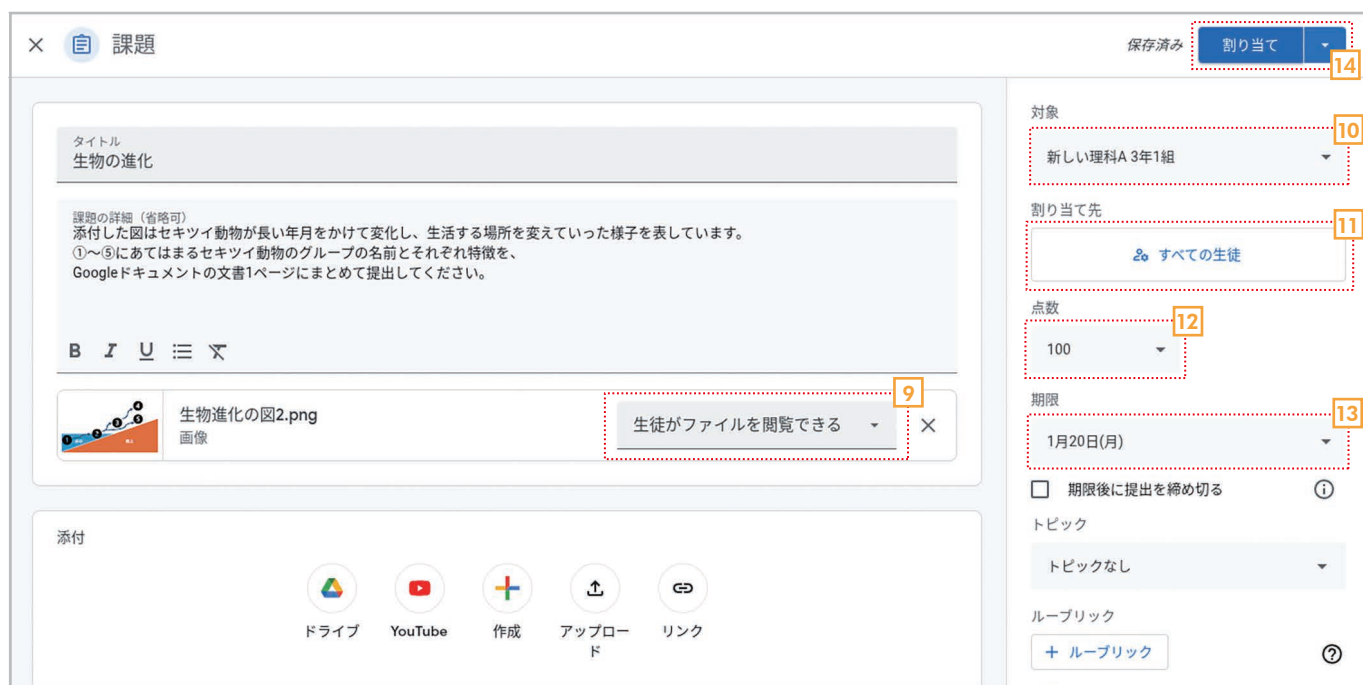 課題
保存済み
割り当て
14
タイトル
生物の進化
課題の詳細（省略可）
添付した図はセキツイ動物が長い年月をかけて変化し、生活する場所を変えていった様子を表しています。
①〜⑤にあてはまるセキツイ動物のグループの名前とそれぞれ特徴を、
Googleドキュメントの文書1ページにまとめて提出してください。
B I U
生物進化の図2.png
画像
生徒がファイルを閲覧できる
9
添付
ドライブ
YouTube
作成
アップロー
ド
リンク
対象
10
新しい理科A 3年1組
割り当て先
11
すべての生徒
点数
12
100
期限
13
1月20日(月)
期限後に提出を締め切る
トピック
トピックなし
ルーブリック
+ ルーブリック